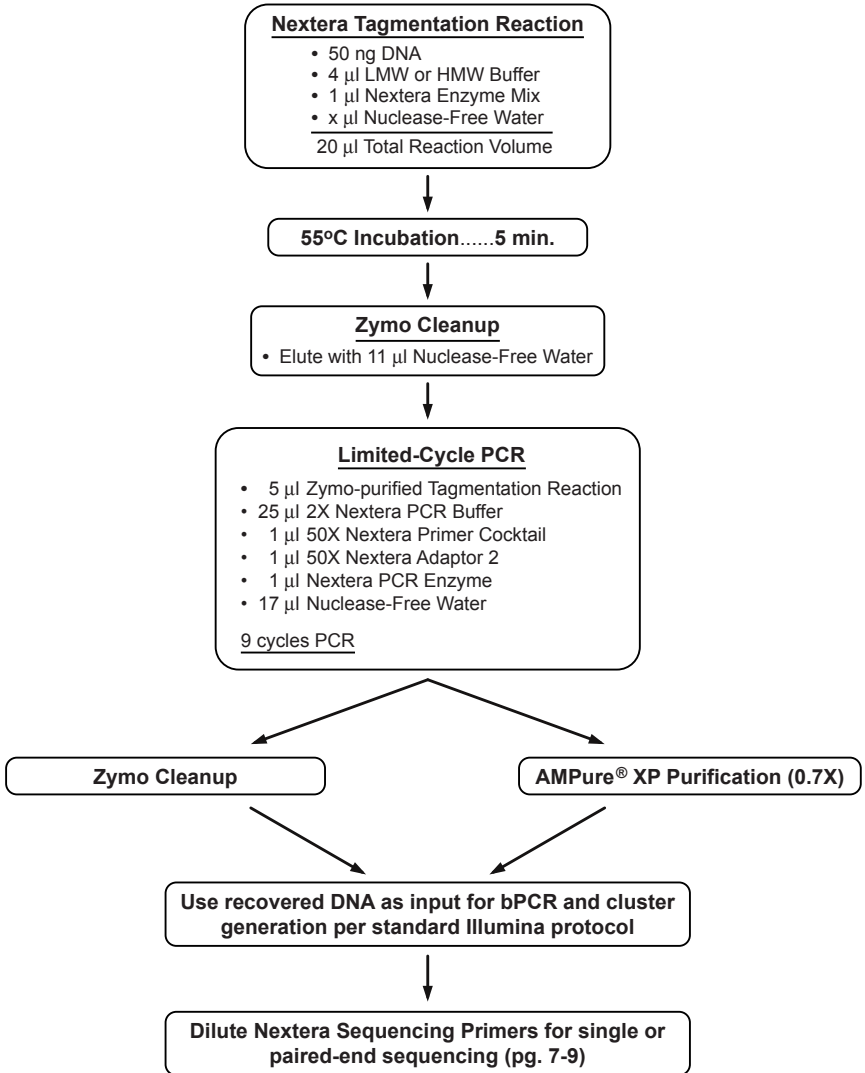 Nextera Tagmentation Reaction
• 50 ng DNA
• 4 µl LMW or HMW Buffer
• 1 µl Nextera Enzyme Mix
• x µl Nuclease-Free Water
20 µl Total Reaction Volume
55ºC Incubation......5 min.
Zymo Cleanup
• Elute with 11 µl Nuclease-Free Water
Limited-Cycle PCR
• 5 µl Zymo-purified Tagmentation Reaction
• 25 µl 2X Nextera PCR Buffer
• 1 µl 50X Nextera Primer Cocktail
• 1 µl 50X Nextera Adaptor 2
• 1 µl Nextera PCR Enzyme
• 17 µl Nuclease-Free Water
9 cycles PCR
Zymo Cleanup
AMPure® XP Purification (0.7X)
Use recovered DNA as input for bPCR and cluster
generation per standard Illumina protocol
Dilute Nextera Sequencing Primers for single or
paired-end sequencing (pg. 7-9)